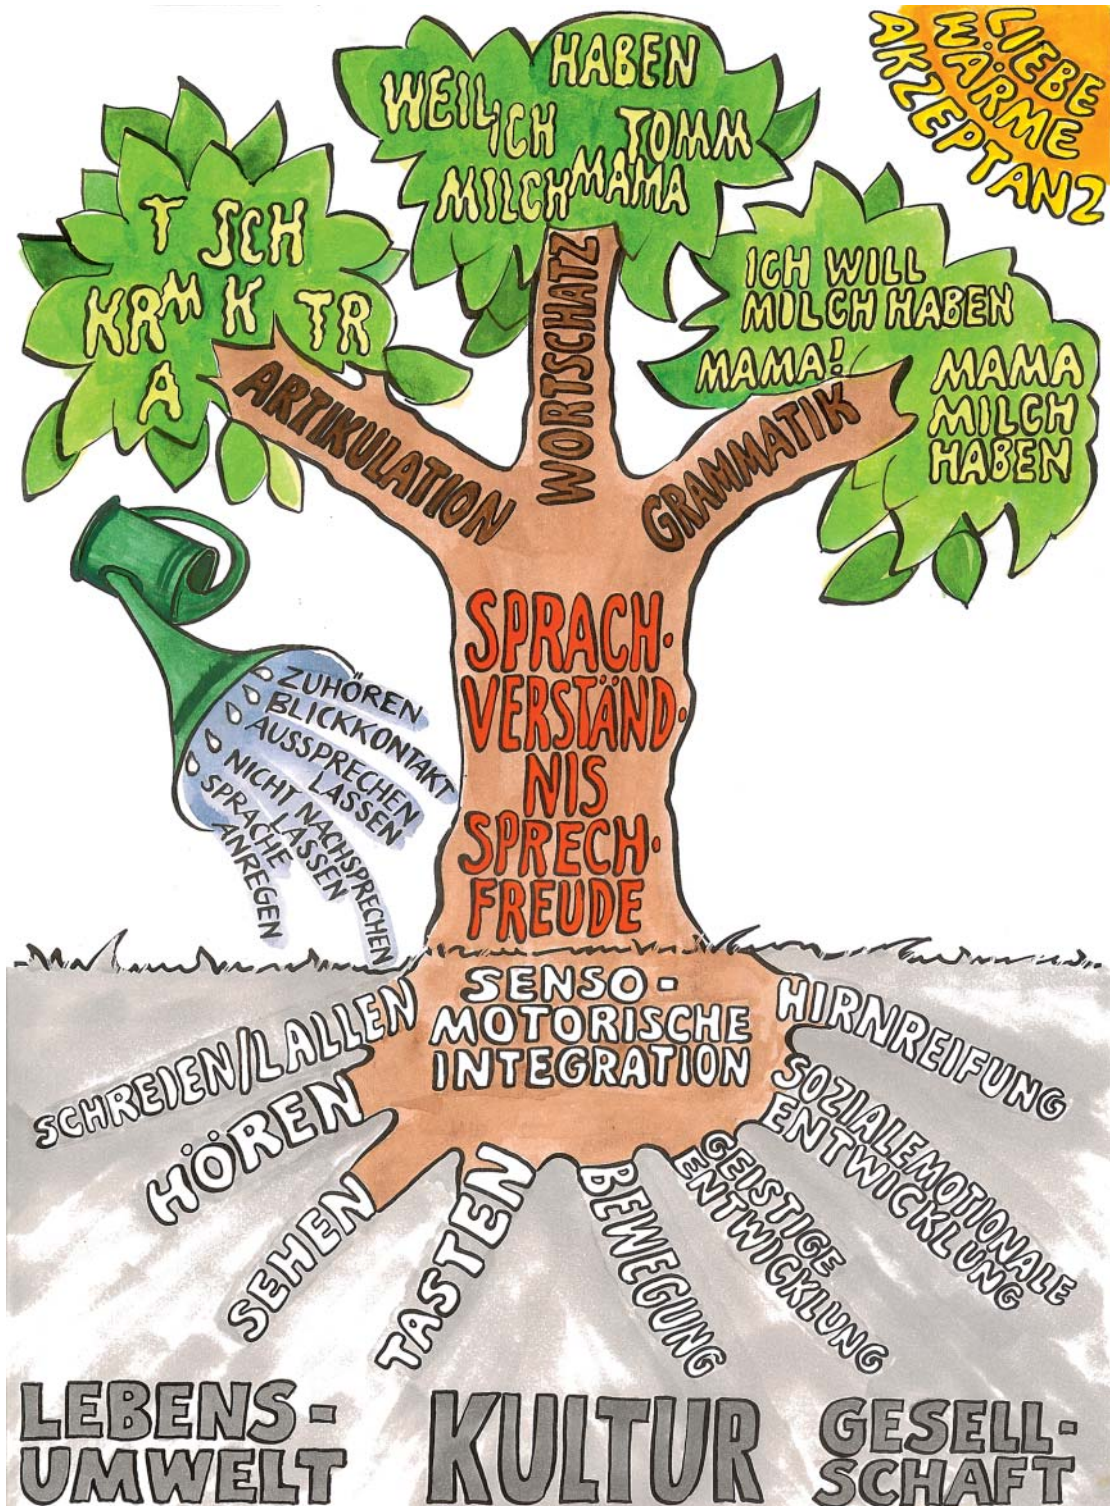 LIEBE
WÄRME
AKZEPTANZ
HABEN
WEIL
ICH
TOMM
MILCH
MAMA
T
SCH
KR
M
K
TR
A
ICH WILL
MILCH HABEN
MAMA!
MAMA
MILCH
HABEN
ARTIKULATION
WORTSCHATZ
GRAMMATIK
SPRACH-
VERSTÄND-
NIS
SPRECH-
FREUDE
ZUHÖREN
BLICKKONTAKT
AUSSPRECHEN
LASSEN
NICHT NACHSPRECHEN
LASSEN
SPRACHE
ANREGEN
SENSO-
MOTORISCHE
INTEGRATION
SCHREIEN/LALLEN
HÖREN
SEHEN
TASTEN
BEWEGUNG
GEISTIGE
ENTWICKLUNG
SOZIALEMOTIONALE
ENTWICKLUNG
HIRNREIFUNG
LEBENS-
UMWELT
KULTUR
GESELL-
SCHAFT